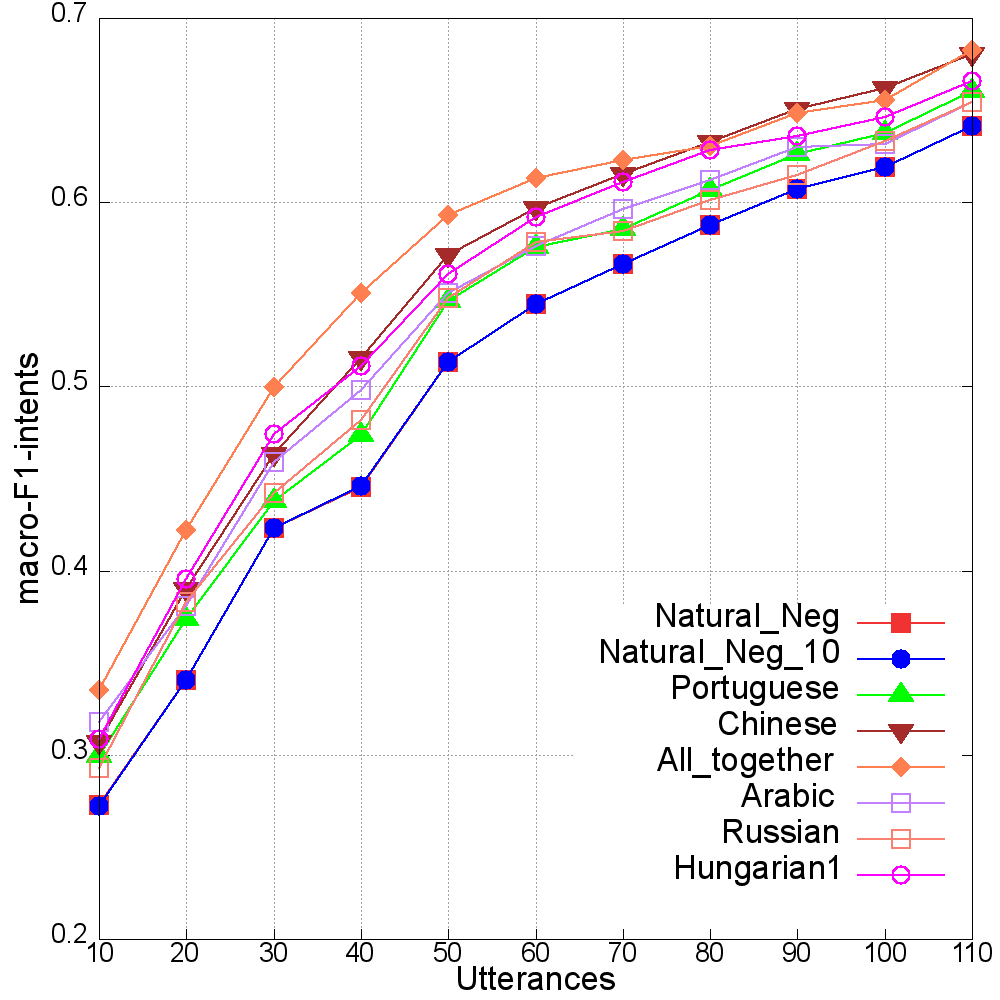 0.7
0.6
0.5
0.4
0.3
0.2
macro-F1-intents
Natural_Neg
Natural_Neg_10
Portuguese
Chinese
All_together
Arabic
Russian
Hungarian1
10 20 30 40 50 60 70 80 90 100 110
Utterances